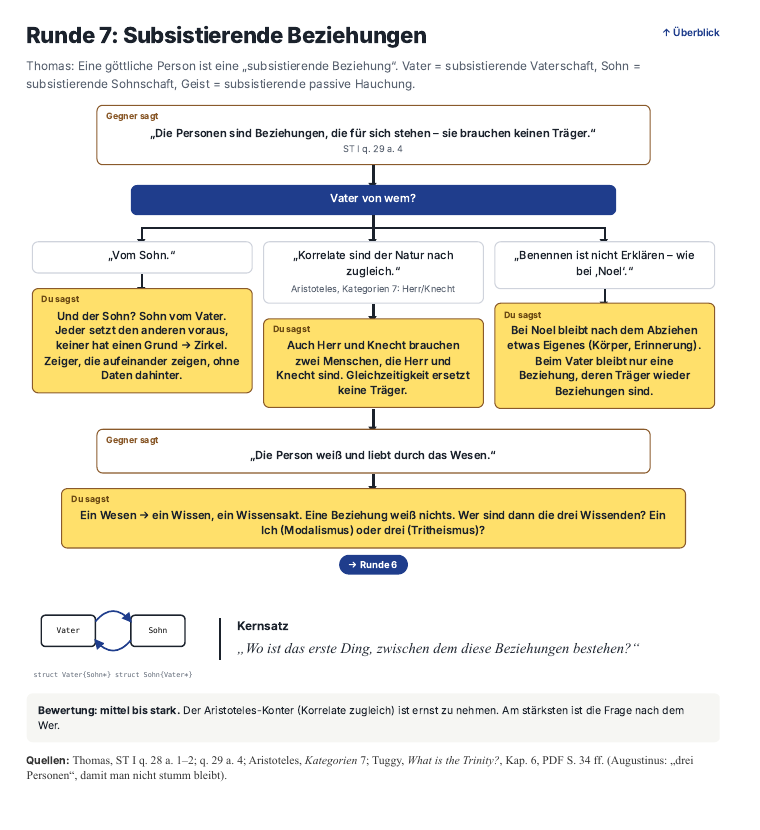 Runde 7: Subsistierende Beziehungen
↑ Überblick
Thomas: Eine göttliche Person ist eine „subsistierende Beziehung“. Vater = subsistierende Vaterschaft, Sohn =
subsistierende Sohnschaft, Geist = subsistierende passive Hauchung.
Gegner sagt
„Die Personen sind Beziehungen, die für sich stehen – sie brauchen keinen Träger.“
ST I q. 29 a. 4
Vater von wem?
„Vom Sohn.“
Du sagst
Und der Sohn? Sohn vom Vater.
Jeder setzt den anderen voraus,
keiner hat einen Grund → Zirkel.
Zeiger, die aufeinander zeigen, ohne
Daten dahinter.
„Korrelate sind der Natur nach
zugleich.“
Aristoteles, Kategorien 7: Herr/Knecht
Du sagst
Auch Herr und Knecht brauchen
zwei Menschen, die Herr und
Knecht sind. Gleichzeitigkeit ersetzt
keine Träger.
„Benennen ist nicht Erklären – wie
bei ‚Noel‘.“
Du sagst
Bei Noel bleibt nach dem Abziehen
etwas Eigenes (Körper, Erinnerung).
Beim Vater bleibt nur eine
Beziehung, deren Träger wieder
Beziehungen sind.
Gegner sagt
„Die Person weiß und liebt durch das Wesen.“
Du sagst
Ein Wesen → ein Wissen, ein Wissensakt. Eine Beziehung weiß nichts. Wer sind dann die drei Wissenden? Ein
Ich (Modalismus) oder drei (Tritheismus)?
→ Runde 6
Vater
Sohn
struct Vater{Sohn*} struct Sohn{Vater*}
Kernsatz
„Wo ist das erste Ding, zwischen dem diese Beziehungen bestehen?“
Bewertung: mittel bis stark. Der Aristoteles-Konter (Korrelate zugleich) ist ernst zu nehmen. Am stärksten ist die Frage nach dem
Wer.
Quellen: Thomas, ST I q. 28 a. 1–2; q. 29 a. 4; Aristoteles, Kategorien 7; Tuggy, What is the Trinity?, Kap. 6, PDF S. 34 ff. (Augustinus: „drei
Personen“, damit man nicht stumm bleibt).